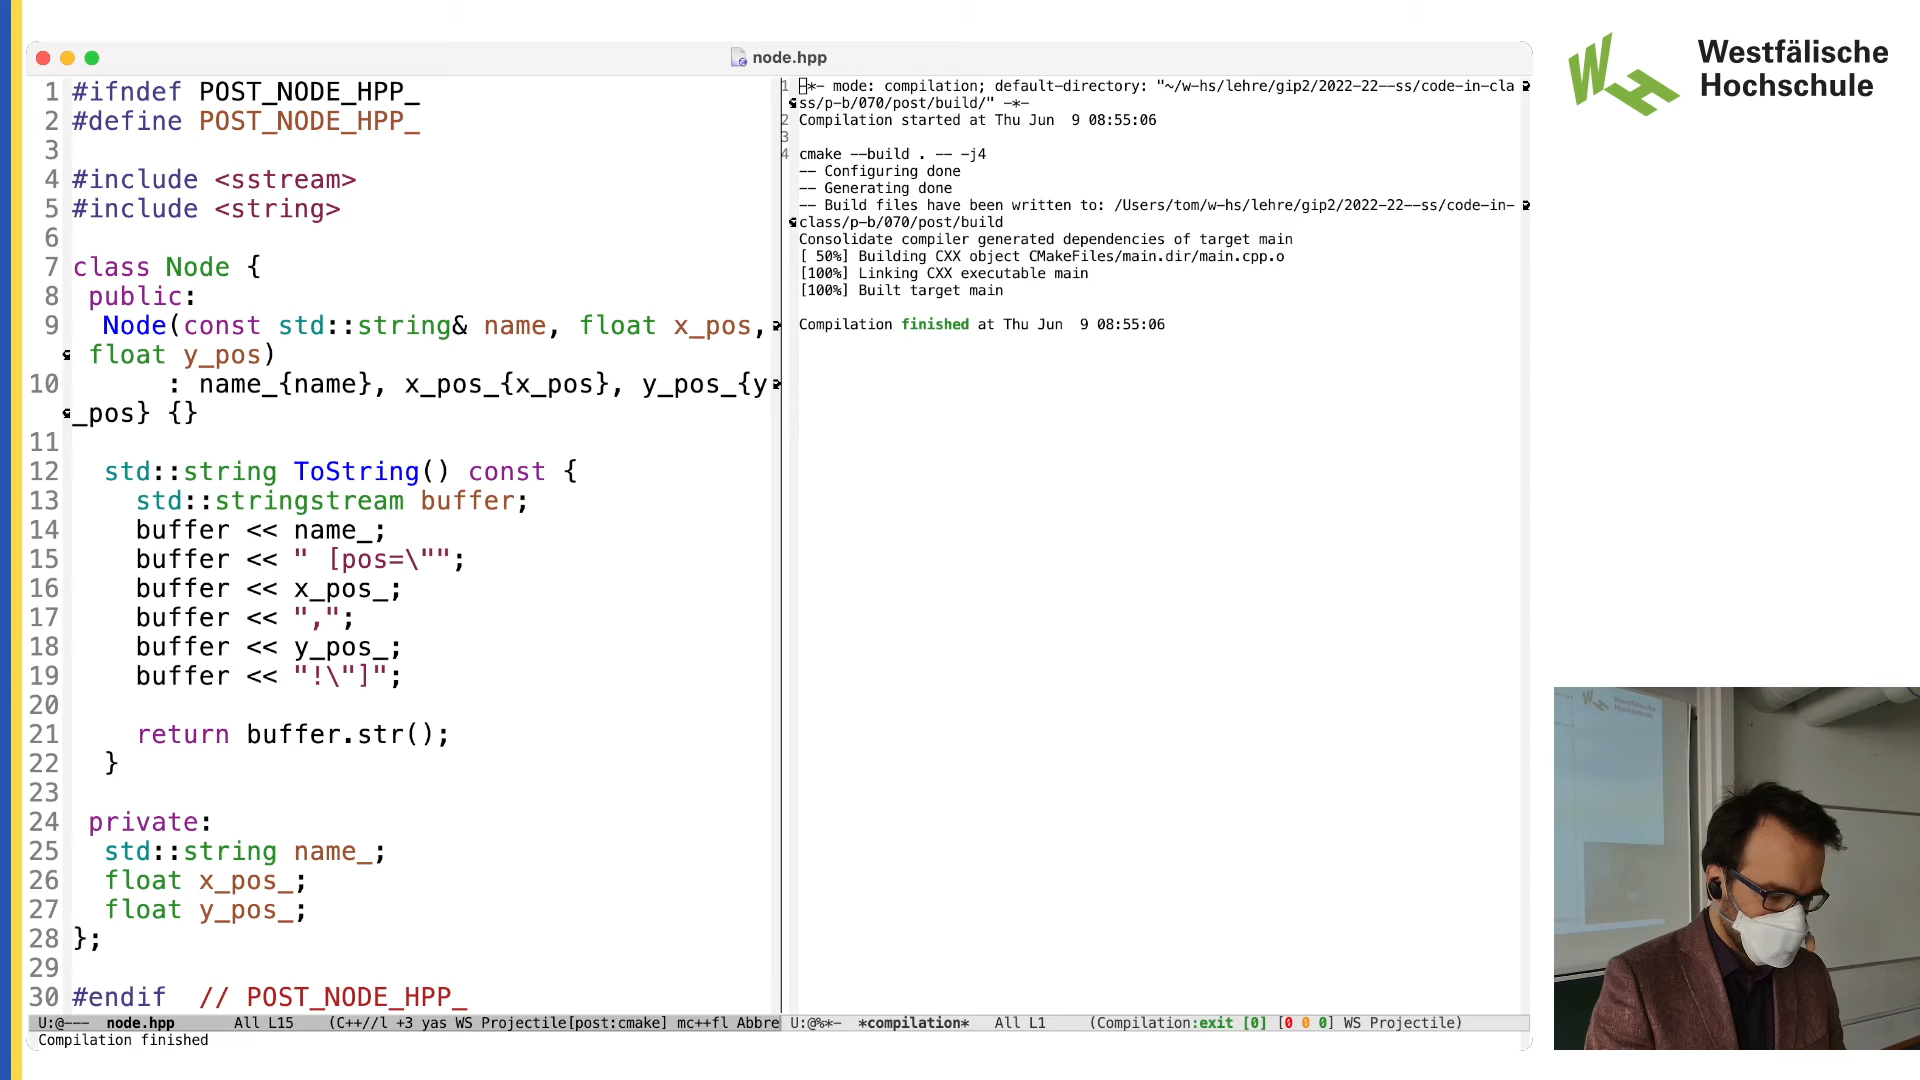 node.hpp
1 #ifndef POST_NODE_HPP_
2 #define POST_NODE_HPP_
3
4 #include <sstream>
5 #include <string>
6
7 class Node {
8 public:
9 Node(const std::string& name, float x_pos,
float y_pos)
10 : name_{name}, x_pos_{x_pos}, y_pos_{y
_pos} {}
11
12 std::string ToString() const {
13 std::stringstream buffer;
14 buffer << name_;
15 buffer << " [pos=\"";
16 buffer << x_pos_;
17 buffer << ",";
18 buffer << y_pos_;
19 buffer << "!\"]";
20
21 return buffer.str();
22 }
23
24 private:
25 std::string name_;
26 float x_pos_;
27 float y_pos_;
28 };
29
30 #endif // POST_NODE_HPP_
U:@--- node.hpp All L15 (C++//l +3 yas WS Projectile[post:cmake] mc++fl Abbre
Compilation finished
1 -*- mode: compilation; default-directory: "~/w-hs/lehre/gip2/2022-22--ss/code-in-cla
ss/p-b/070/post/build/" -*-
2 Compilation started at Thu Jun  9 08:55:06
3
4 cmake --build . -- -j4
-- Configuring done
-- Generating done
-- Build files have been written to: /Users/tom/w-hs/lehre/gip2/2022-22--ss/code-in-
class/p-b/070/post/build
Consolidate compiler generated dependencies of target main
[ 50%] Building CXX object CMakeFiles/main.dir/main.cpp.o
[100%] Linking CXX executable main
[100%] Built target main
Compilation finished at Thu Jun  9 08:55:06
U:@%*- *compilation* All L1 (Compilation:exit [0] [0 0 0] WS Projectile)
Westfälische
Hochschule
Westfälische
Hochschule